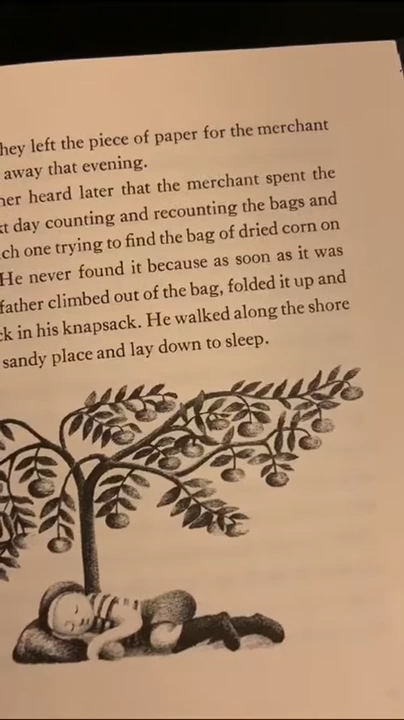 hey left the piece of paper for the merchant
away that evening.
her heard later that the merchant spent the
xt day counting and recounting the bags and
ch one trying to find the bag of dried corn on
He never found it because as soon as it was
father climbed out of the bag, folded it up and
ck in his knapsack. He walked along the shore
sandy place and lay down to sleep.